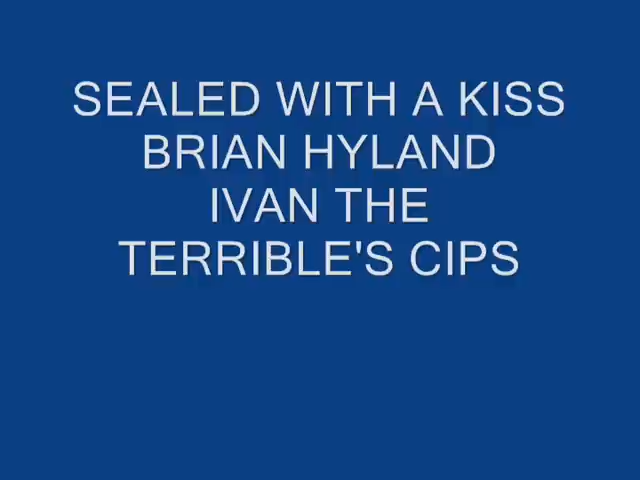 SEALED WITH A KISS
BRIAN HYLAND
IVAN THE
TERRIBLE'S CIPS